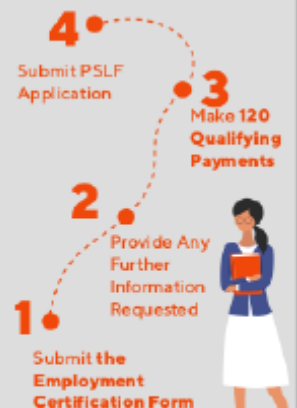 4
Submit PSLF
Application
3
Make 120
Qualifying
Payments
2
Provide Any
Further
Information
Requested
1
Submit the
Employment
Certification Form